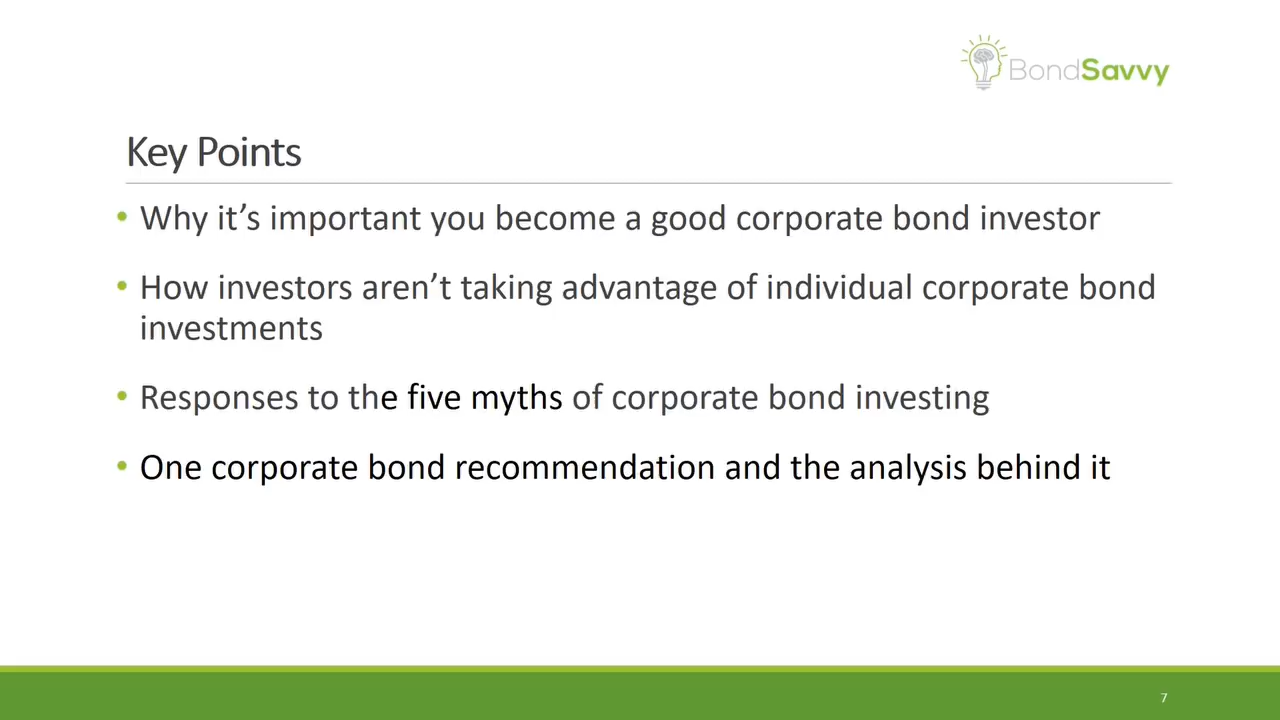 BondSavvy
Key Points
• Why it’s important you become a good corporate bond investor
• How investors aren’t taking advantage of individual corporate bond
investments
• Responses to the five myths of corporate bond investing
• One corporate bond recommendation and the analysis behind it
7